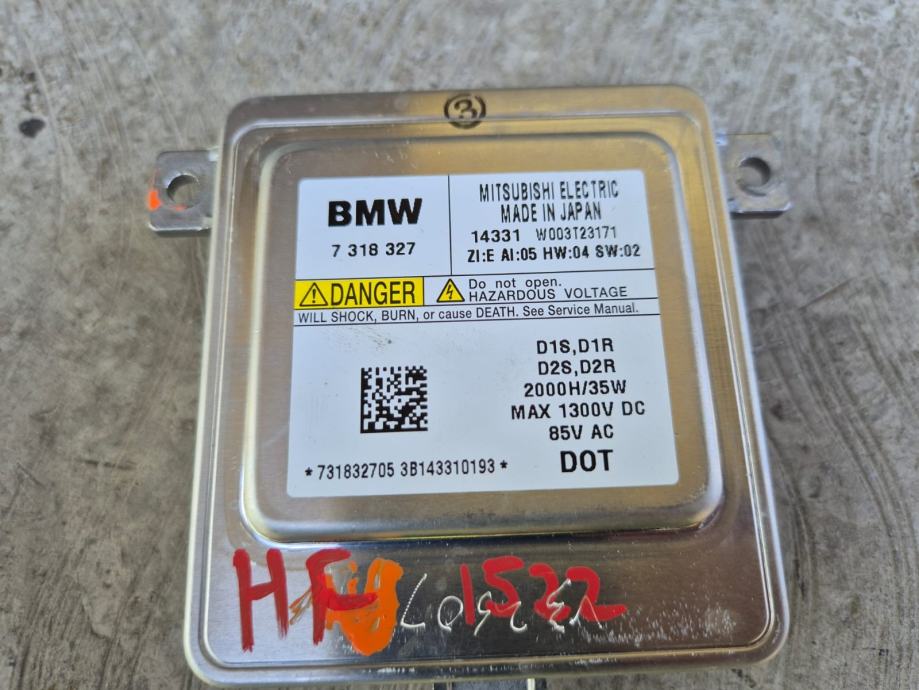 3
BMW
7 318 327
MITSUBISHI ELECTRIC
MADE IN JAPAN
14331 W003T23171
ZI:E AI:05 HW:04 SW:02
DANGER
Do not open.
HAZARDOUS VOLTAGE
WILL SHOCK, BURN, or cause DEATH. See Service Manual.
D1S,D1R
D2S,D2R
2000H/35W
MAX 1300V DC
85V AC
DOT
*731832705 3B143310193*
HF 1522